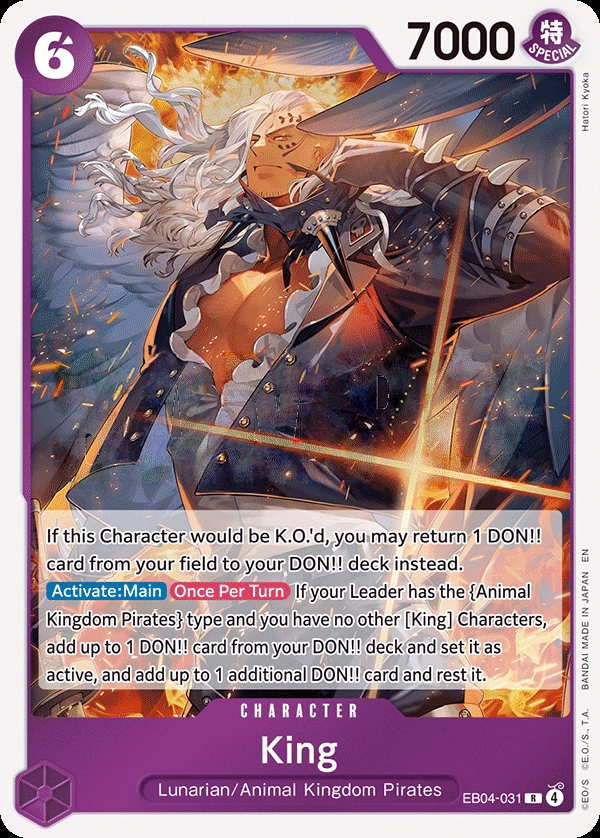 6
7000
特
SPECIAL
Hatori Kyoka
If this Character would be K.O.'d, you may return 1 DON!!
card from your field to your DON!! deck instead.
Activate:Main Once Per Turn If your Leader has the {Animal
Kingdom Pirates} type and you have no other [King] Characters,
add up to 1 DON!! card from your DON!! deck and set it as
active, and add up to 1 additional DON!! card and rest it.
CHARACTER
King
Lunarian/Animal Kingdom Pirates
EB04-031 R 4
©E.O/S ©E.O./S., T.A. BANDAI MADE IN JAPAN EN